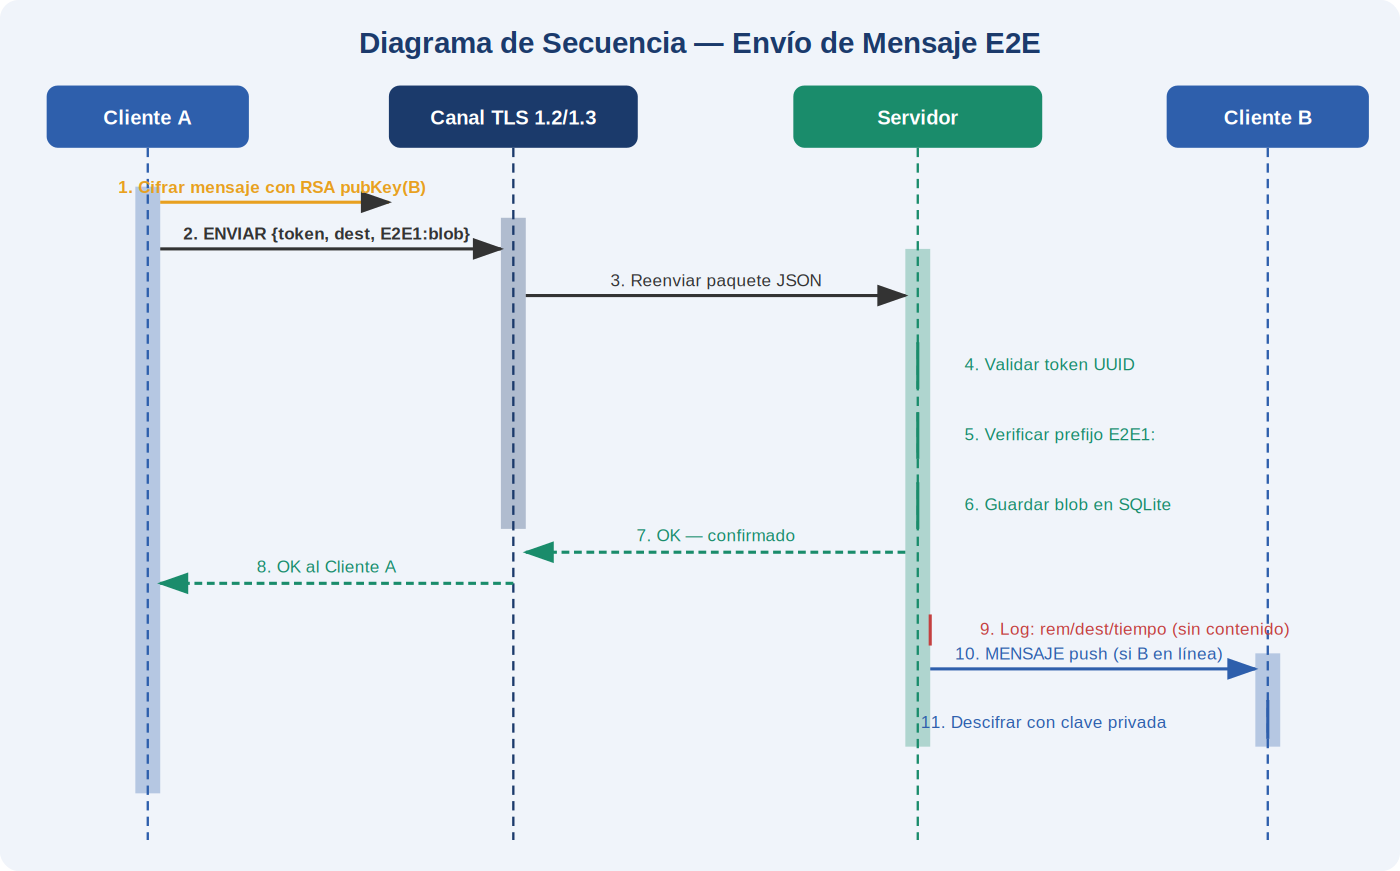 Diagrama de Secuencia — Envío de Mensaje E2E
Cliente A
Canal TLS 1.2/1.3
Servidor
Cliente B
1. Cifrar mensaje con RSA pubKey(B)
2. ENVIAR {token, dest, E2E1:blob}
3. Reenviar paquete JSON
4. Validar token UUID
5. Verificar prefijo E2E1:
6. Guardar blob en SQLite
7. OK — confirmado
8. OK al Cliente A
9. Log: rem/dest/tiempo (sin contenido)
10. MENSAJE push (si B en línea)
11. Descifrar con clave privada